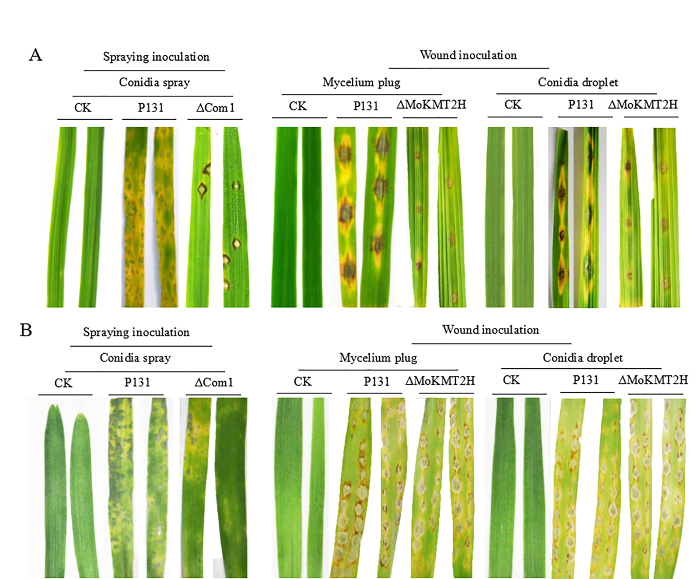 A
Spraying inoculation Wound inoculation
Conidia spray Mycelium plug Conidia droplet
CK P131 ΔCom1 CK P131 ΔMoKMT2H CK P131 ΔMoKMT2H
B
Spraying inoculation Wound inoculation
Conidia spray Mycelium plug Conidia droplet
CK P131 ΔCom1 CK P131 ΔMoKMT2H CK P131 ΔMoKMT2H